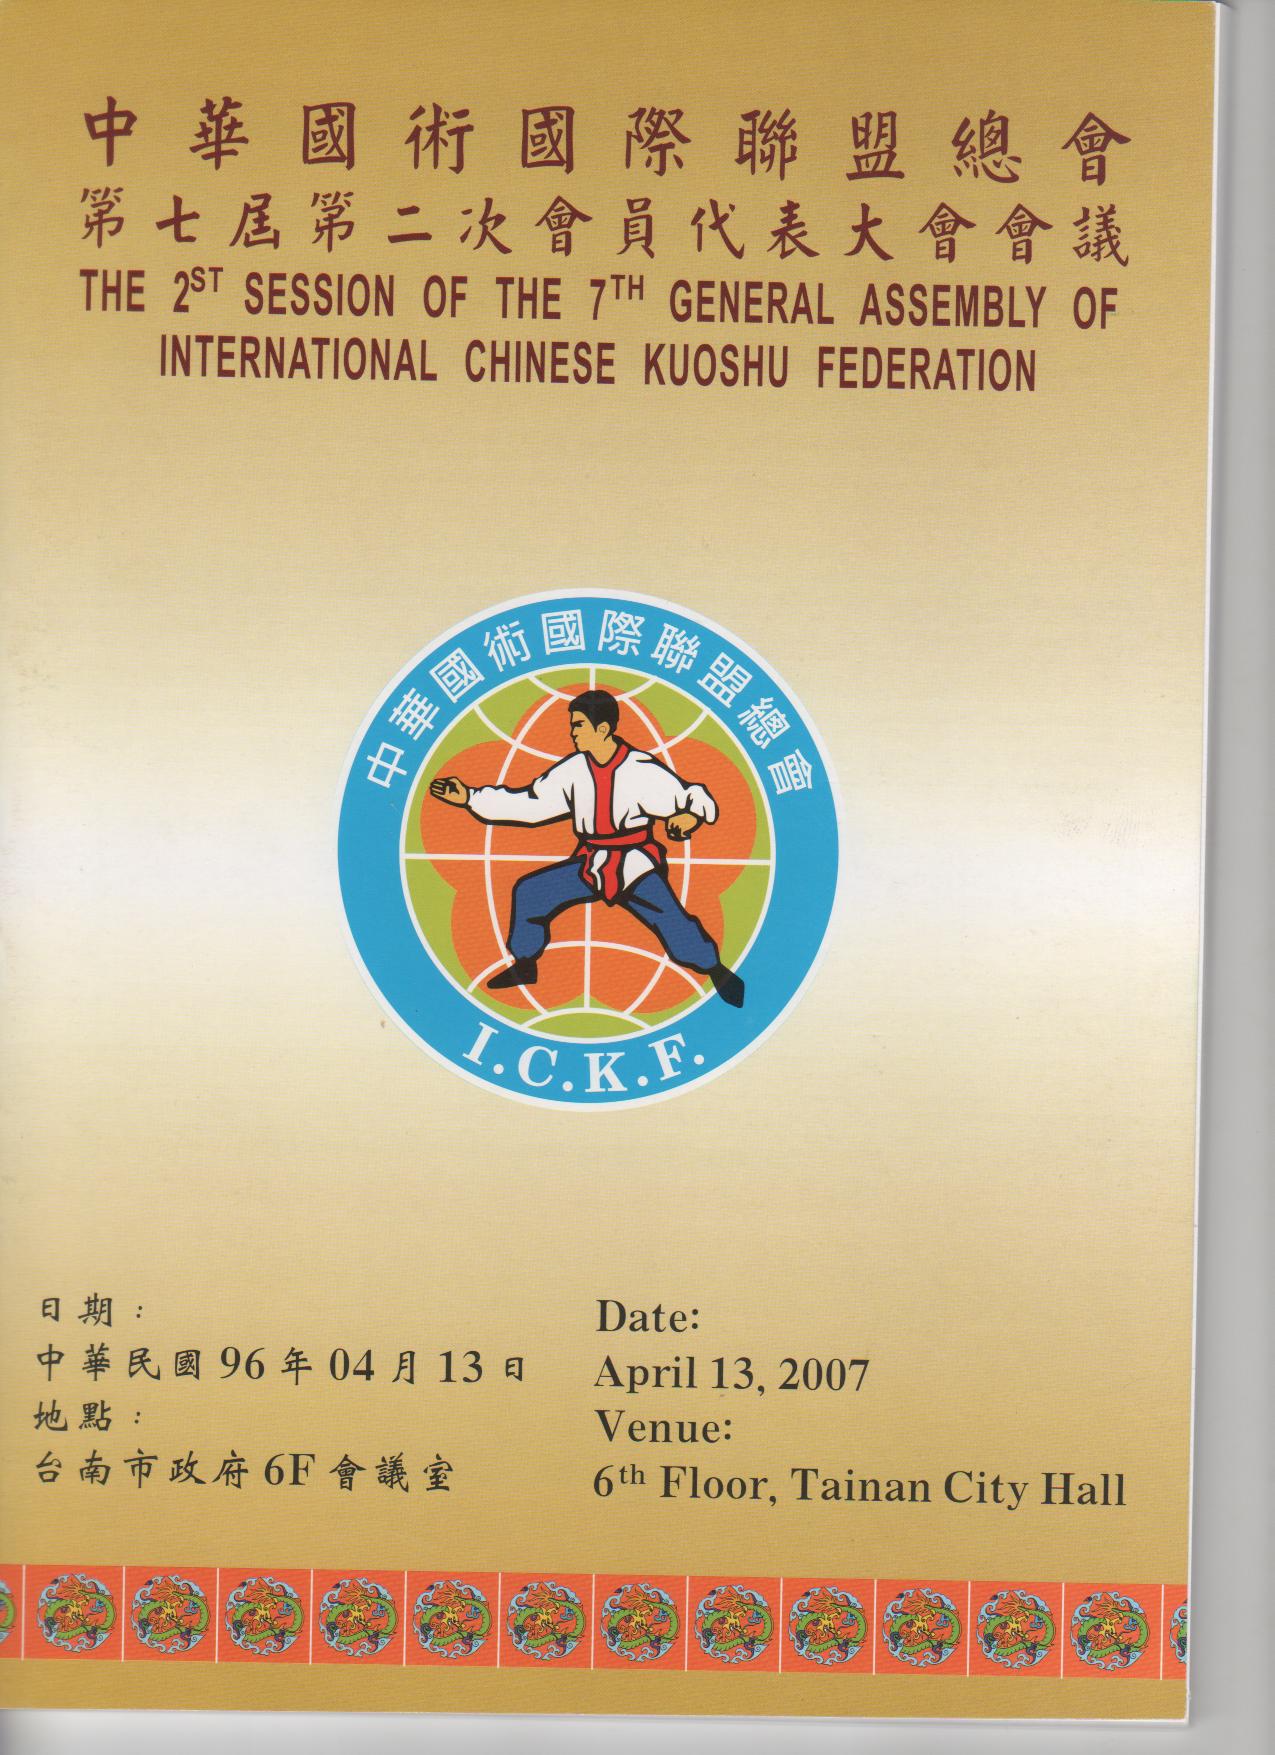 中華國術國際聯盟總會
第七屆第二次會員代表大會會議
THE 2ST SESSION OF THE 7TH GENERAL ASSEMBLY OF
INTERNATIONAL CHINESE KUOSHU FEDERATION
中華國術國際聯盟總會
I.C.K.F.
日期：
中華民國96年04月13日
地點：
台南市政府6F會議室
Date:
April 13, 2007
Venue:
6th Floor, Tainan City Hall